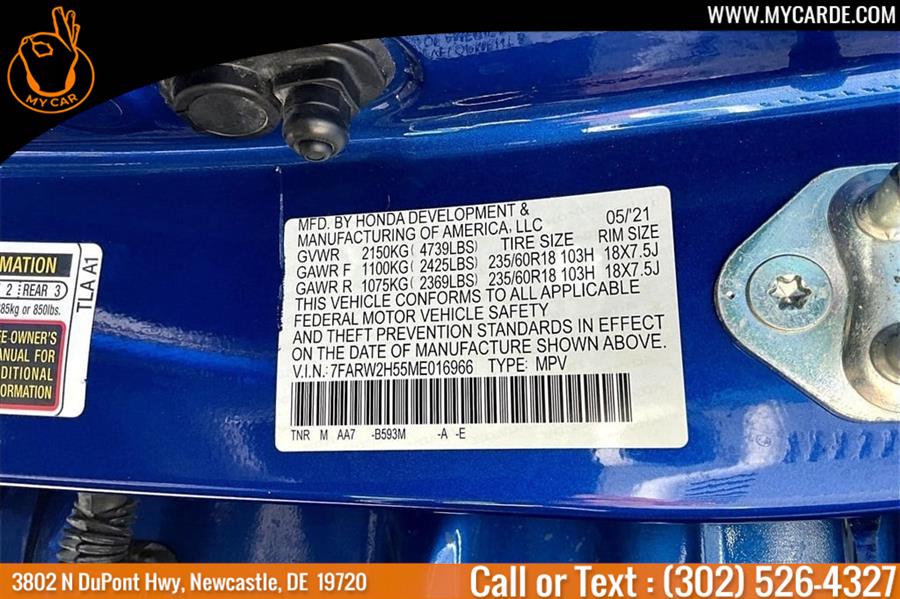 WWW.MYCARDE.COM
MY CAR
MFD. BY HONDA DEVELOPMENT & 05/'21
MANUFACTURING OF AMERICA, LLC
GVWR 2150KG ( 4739LBS) TIRE SIZE RIM SIZE
GAWR F 1100KG ( 2425LBS) 235/60R18 103H 18X7.5J
GAWR R 1075KG ( 2369LBS) 235/60R18 103H 18X7.5J
THIS VEHICLE CONFORMS TO ALL APPLICABLE
FEDERAL MOTOR VEHICLE SAFETY
AND THEFT PREVENTION STANDARDS IN EFFECT
ON THE DATE OF MANUFACTURE SHOWN ABOVE.
V.I.N.: 7FARW2H55ME016966 TYPE: MPV
TNR M AA7 -B593M -A -E
MATION
2 REAR 3
85kg or 850lbs.
OWNER'S
MANUAL FOR
DITIONAL
FORMATION
TLA A1
3802 N DuPont Hwy, Newcastle, DE 19720
Call or Text : (302) 526-4327